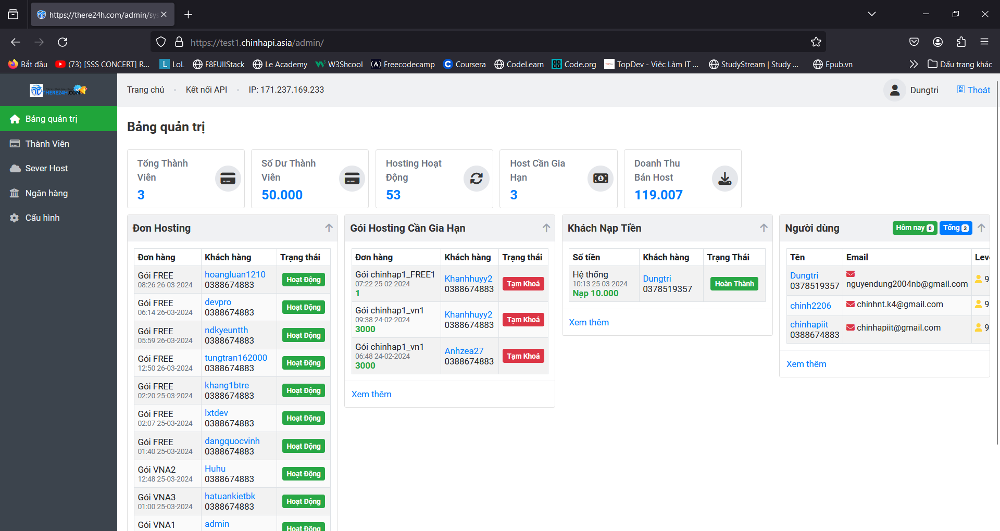 https://there24h.com/admin/sys
https://test1.chinhapi.asia/admin/
Bắt đầu
(73) [SSS CONCERT] R...
LoL
F8FUllStack
Le Academy
W3Shcool
Freecodecamp
Coursera
CodeLearn
Code.org
TopDev - Việc Làm IT ...
StudyStream | Study ...
Epub.vn
Dấu trang khác
THERE24H.COM
Trang chủ
Kết nối API
IP: 171.237.169.233
Dungtri
Thoát
Bảng quản trị
Thành Viên
Sever Host
Ngân hàng
Cấu hình
Bảng quản trị
Tổng Thành
Viên
3
Số Dư Thành
Viên
50.000
Hosting Hoạt
Động
53
Host Cần Gia
Hạn
3
Doanh Thu
Bán Host
119.007
Đơn Hosting
Đơn hàng Khách hàng Trạng thái
Gói FREE
08:26 26-03-2024
hoangluan1210
0388674883
Hoạt Động
Gói FREE
06:14 26-03-2024
devpro
0388674883
Hoạt Động
Gói FREE
05:59 26-03-2024
ndkyeuntth
0388674883
Hoạt Động
Gói FREE
12:50 26-03-2024
tungtran162000
0388674883
Hoạt Động
Gói FREE
02:20 25-03-2024
khang1btre
0388674883
Hoạt Động
Gói FREE
02:07 25-03-2024
lxtdev
0388674883
Hoạt Động
Gói FREE
01:40 25-03-2024
dangquocvinh
0388674883
Hoạt Động
Gói VNA2
12:48 25-03-2024
Huhu
0388674883
Hoạt Động
Gói VNA3
01:00 25-03-2024
hatuankietbk
0388674883
Hoạt Động
Gói VNA1
admin
Hoạt Động
Gói Hosting Cần Gia Hạn
Đơn hàng Khách hàng Trạng thái
Gói chinhap1_FREE1
07:22 25-02-2024
1
Khanhhuyy2
0388674883
Tạm Khoá
Gói chinhap1_vn1
09:38 24-02-2024
3000
Khanhhuyy2
0388674883
Tạm Khoá
Gói chinhap1_vn1
06:48 24-02-2024
3000
Anhzea27
0388674883
Tạm Khoá
Xem thêm
Khách Nạp Tiền
Số tiền Khách hàng Trạng Thái
Hệ thống
10:13 25-03-2024
Nạp 10.000
Dungtri
0378519357
Hoàn Thành
Xem thêm
Người dùng
Hôm nay 0
Tổng 3
Tên Email Leve
Dungtri
0378519357
nguyendung2004nb@gmail.com
9
chinh2206
chinhnt.k4@gmail.com
9
chinhapiit
0388674883
chinhapiit@gmail.com
9
Xem thêm